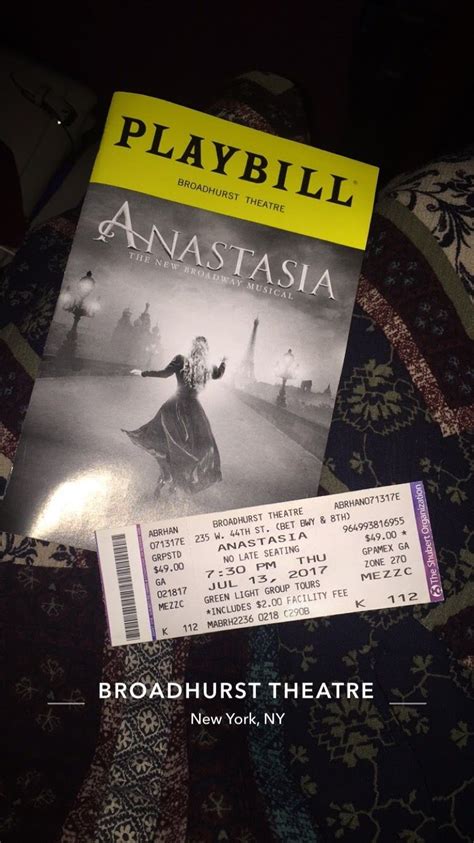 PLAYBILL
BROADHURST THEATRE
ANASTASIA
THE NEW BROADWAY MUSICAL
ABRHAN BROADHURST THEATRE ABRHAN071317E
071317E 235 W. 44TH ST. (BET BWY & 8TH) 964993816955
GRPSTD ANASTASIA GPAMEX GA
$49.00 NO LATE SEATING $49.00 *
GA 7:30 PM THU ZONE 270
021817 JUL 13, 2017 MEZZC
MEZZC GREEN LIGHT GROUP TOURS
*INCLUDES $2.00 FACILITY FEE
K 112 MABRH2236 0218 C290B K 112
The Shubert Organization
BROADHURST THEATRE
New York, NY